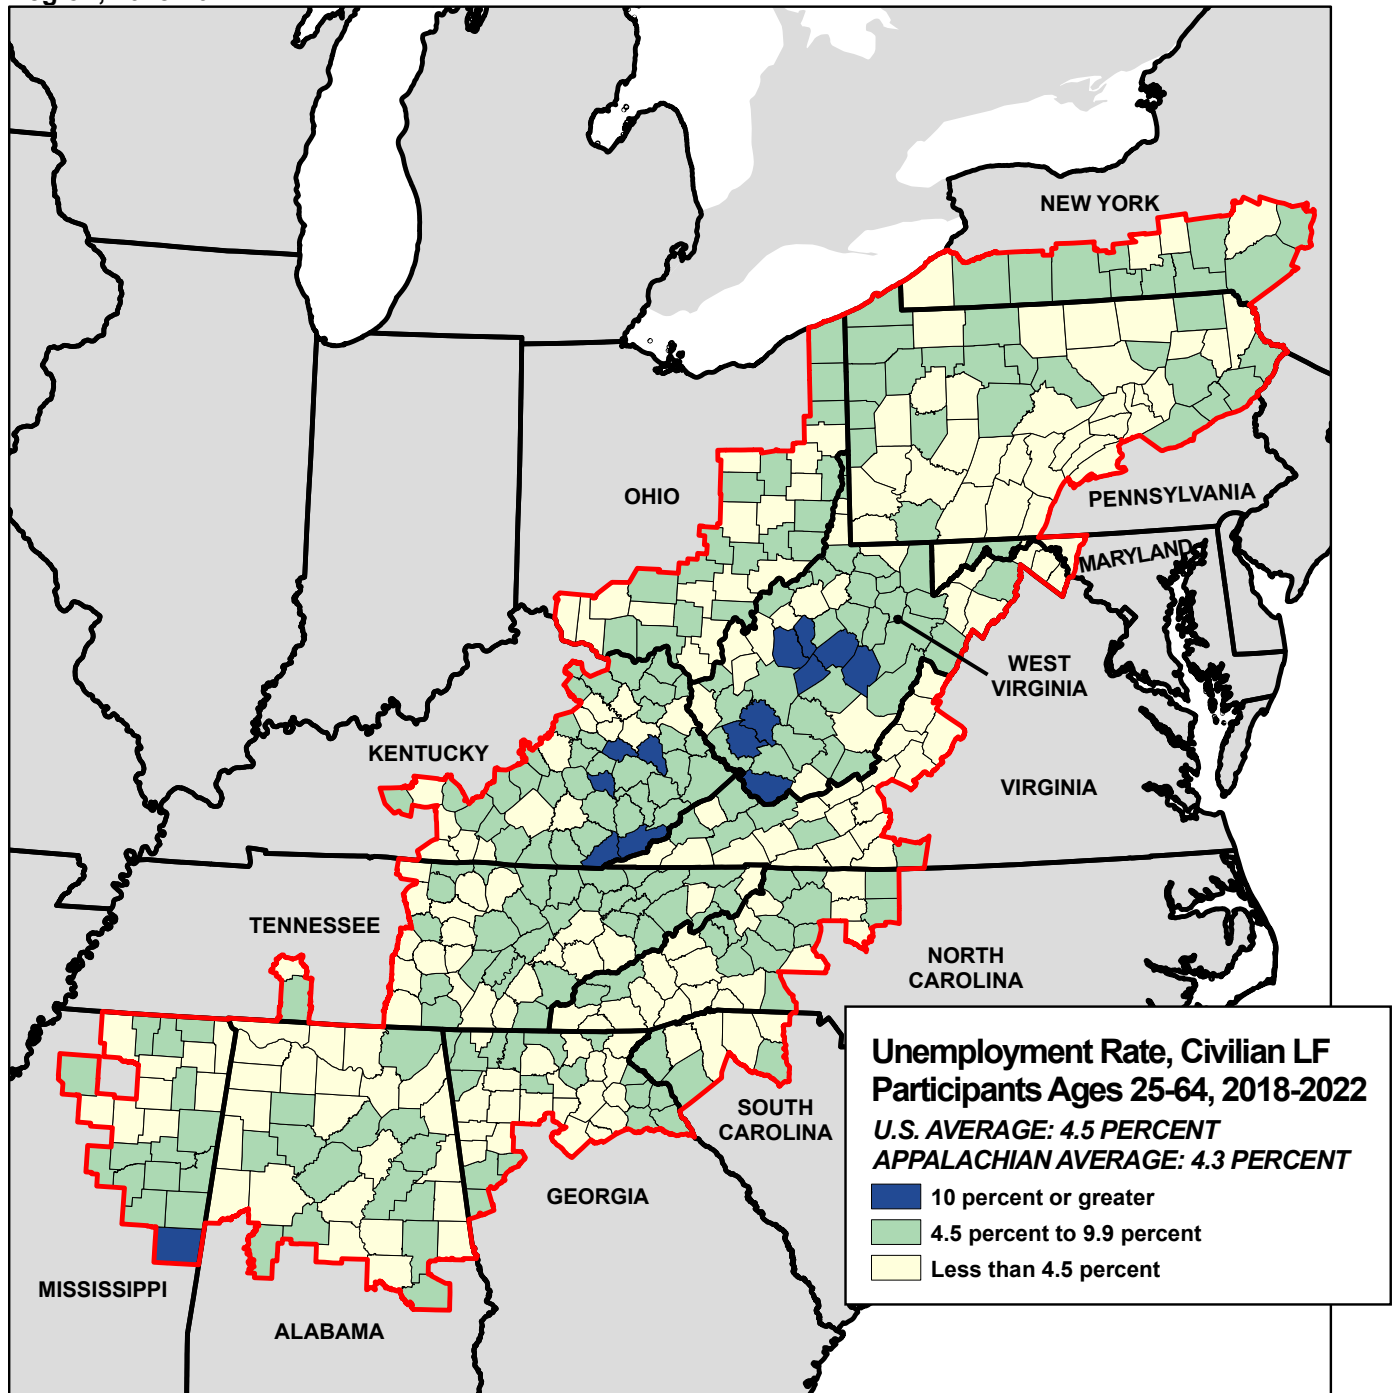 NEW YORK
OHIO
PENNSYLVANIA
MARYLAND
WEST
VIRGINIA
KENTUCKY
VIRGINIA
TENNESSEE
NORTH
CAROLINA
Unemployment Rate, Civilian LF
Participants Ages 25-64, 2018-2022
U.S. AVERAGE: 4.5 PERCENT
APPALACHIAN AVERAGE: 4.3 PERCENT
10 percent or greater
4.5 percent to 9.9 percent
Less than 4.5 percent
SOUTH
CAROLINA
GEORGIA
MISSISSIPPI
ALABAMA